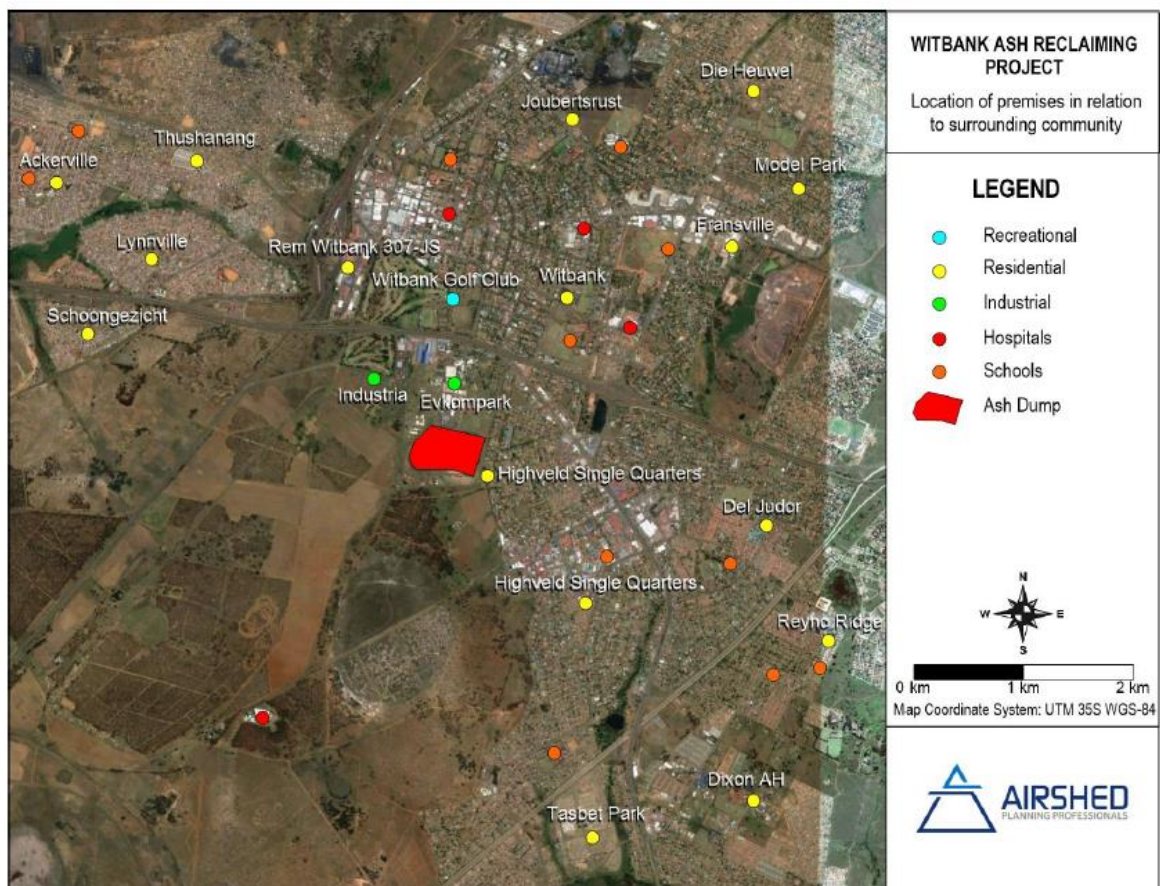 Die Heuwel
Joubertsrust
Thushanang
Ackerville
Model Park
Lynnville
Rem Witbank 307-JS
Fransville
Witbank Golf Club
Witbank
Schoongezicht
Industria
Evkompark
Highveld Single Quarters
Del Judor
Highveld Single Quarters
Reyno Ridge
Dixon AH
Tasbet Park
WITBANK ASH RECLAIMING
PROJECT
Location of premises in relation
to surrounding community
LEGEND
Recreational
Residential
Industrial
Hospitals
Schools
Ash Dump
N
W
E
S
0 km
1 km
2 km
Map Coordinate System: UTM 35S WGS-84
AIRSHED
PLANNING PROFESSIONALS